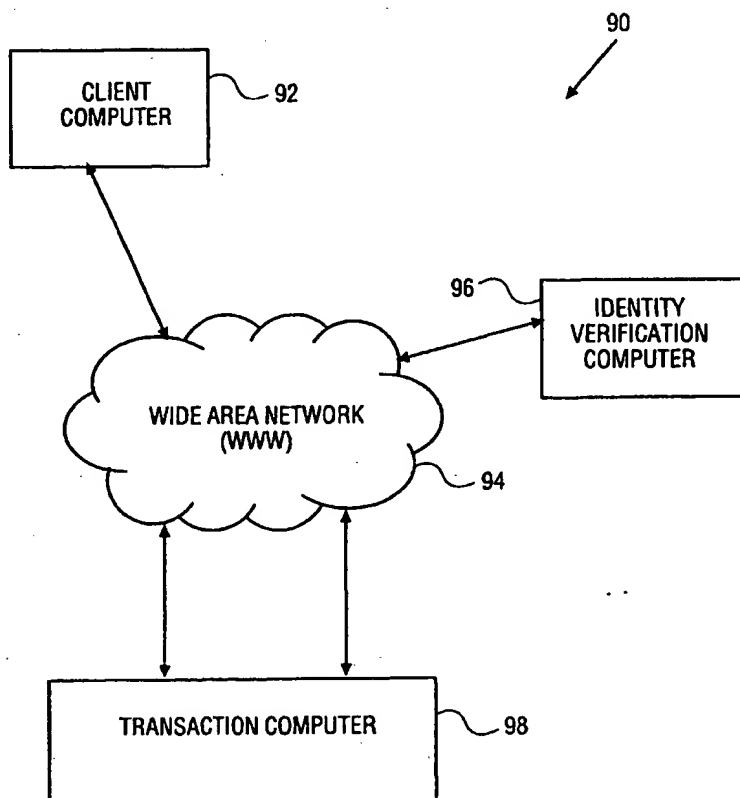 90
CLIENT
COMPUTER
92
96
IDENTITY
VERIFICATION
COMPUTER
WIDE AREA NETWORK
(WWW)
94
TRANSACTION COMPUTER
98